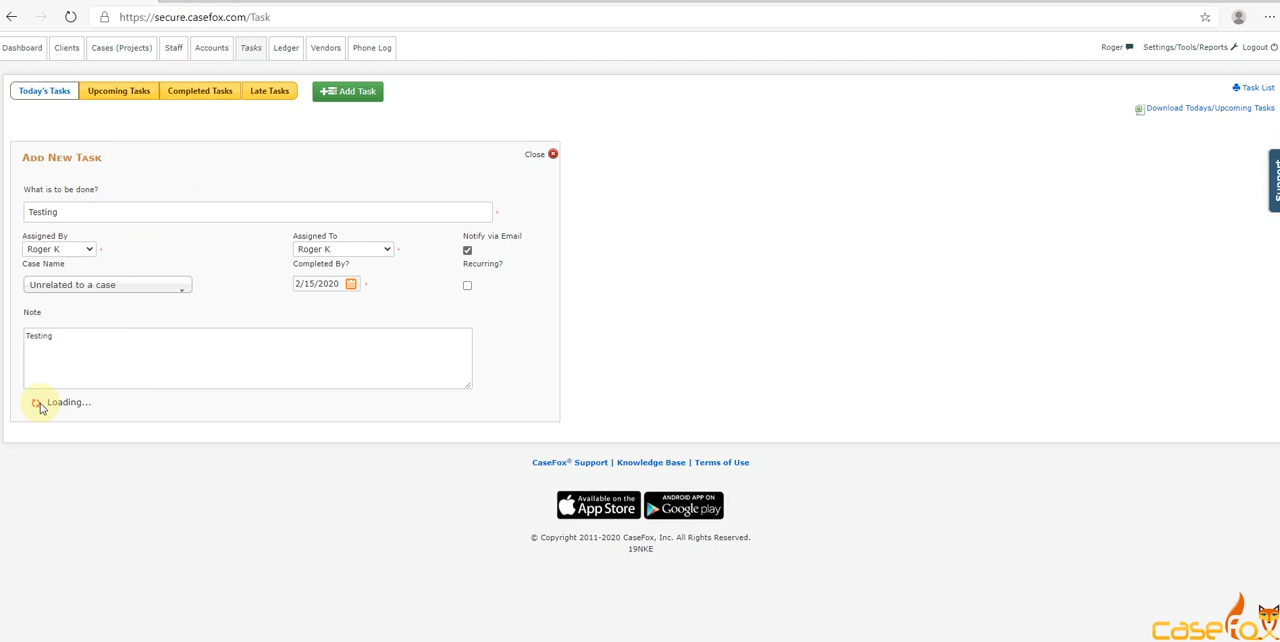 https://secure.casefox.com/Task
Dashboard Clients Cases (Projects) Staff Accounts Tasks Ledger Vendors Phone Log Roger Settings/Tools/Reports Logout
Today's Tasks Upcoming Tasks Completed Tasks Late Tasks Add Task Task List
Download Todays/Upcoming Tasks
Support
Add New Task Close
What is to be done?
Testing *
Assigned By Assigned To Notify via Email
Roger K * Roger K *
Case Name Completed By? Recurring?
Unrelated to a case 2/15/2020 *
Note
Testing
Loading...
CaseFox® Support | Knowledge Base | Terms of Use
Available on the App Store
ANDROID APP ON Google play
© Copyright 2011-2020 CaseFox, Inc. All Rights Reserved.
19NKE
casefox